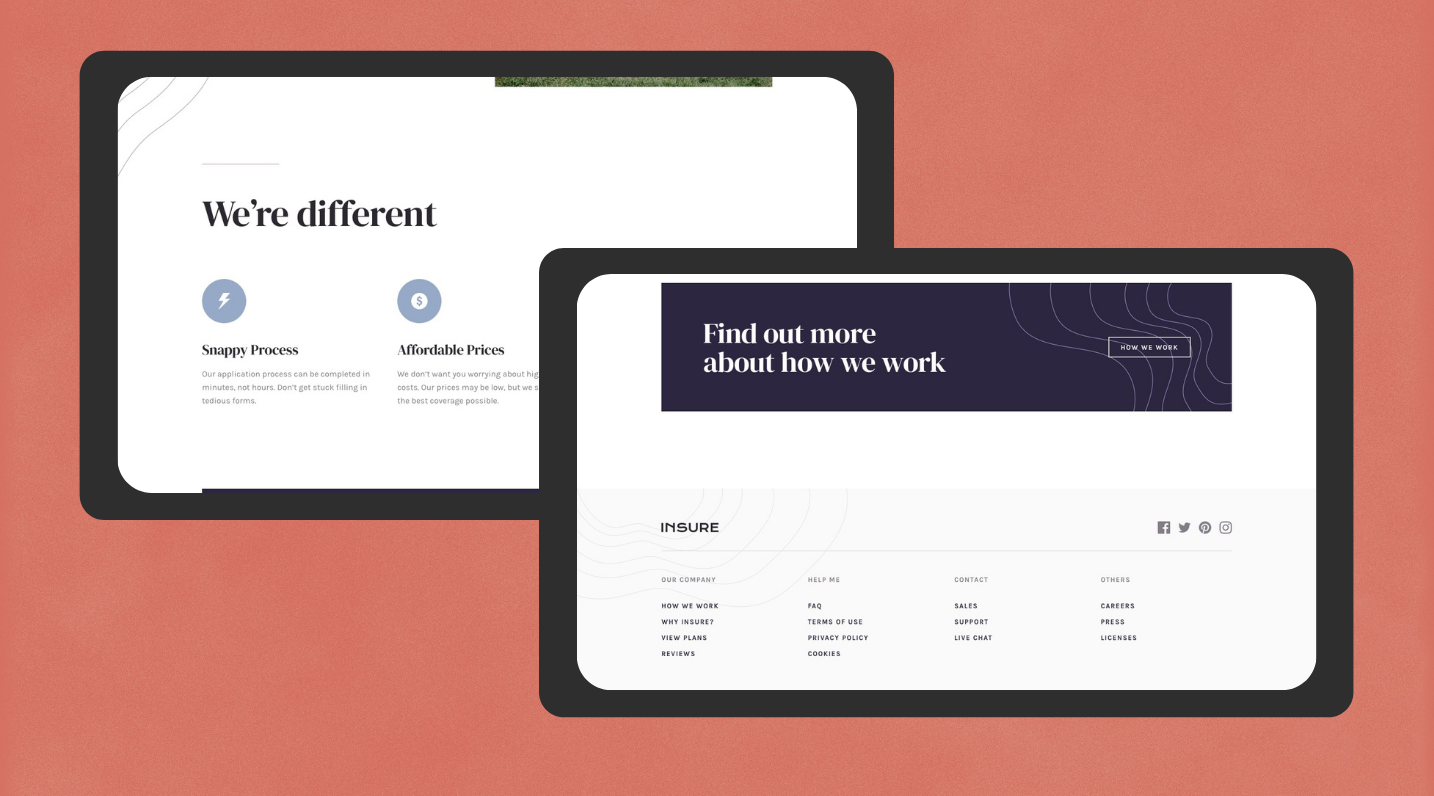 We're different
Snappy Process
Our application process can be completed in
minutes, not hours. Don't get stuck filling in
tedious forms.
Affordable Prices
We don't want you worrying about hig
costs. Our prices may be low, but we s
the best coverage possible.
Find out more
about how we work
HOW WE WORK
INSURE
OUR COMPANY
HOW WE WORK
WHY INSURE?
VIEW PLANS
REVIEWS
HELP ME
FAQ
TERMS OF USE
PRIVACY POLICY
COOKIES
CONTACT
SALES
SUPPORT
LIVE CHAT
OTHERS
CAREERS
PRESS
LICENSES